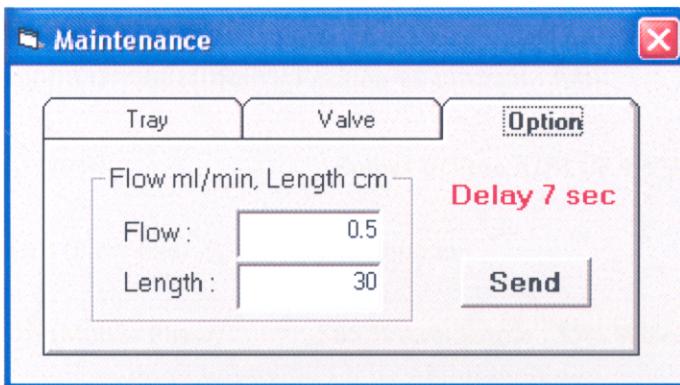 Maintenance
Tray Valve Option
Flow ml/min, Length cm
Delay 7 sec
Flow : 0.5
Length : 30
Send